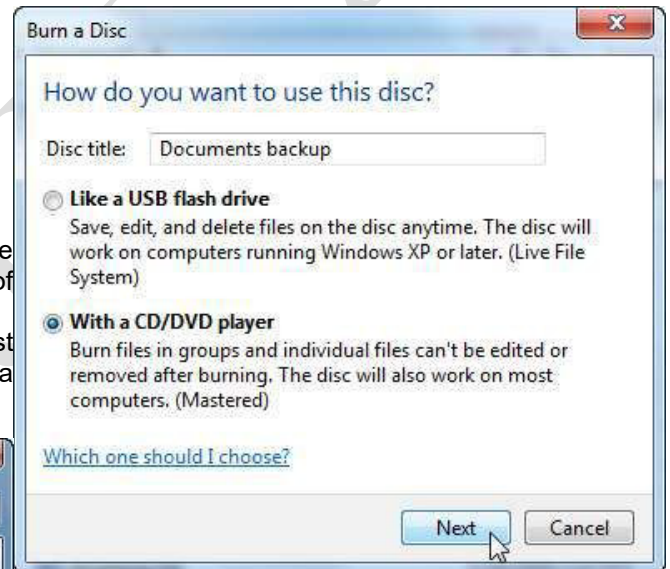 Burn a Disc
How do you want to use this disc?
Disc title: Documents backup
Like a USB flash drive
Save, edit, and delete files on the disc anytime. The disc will
e
work on computers running Windows XP or later. (Live File
of
System)
With a CD/DVD player
st
Burn files in groups and individual files can't be edited or
a
removed after burning. The disc will also work on most
computers. (Mastered)
Which one should I choose?
Next Cancel